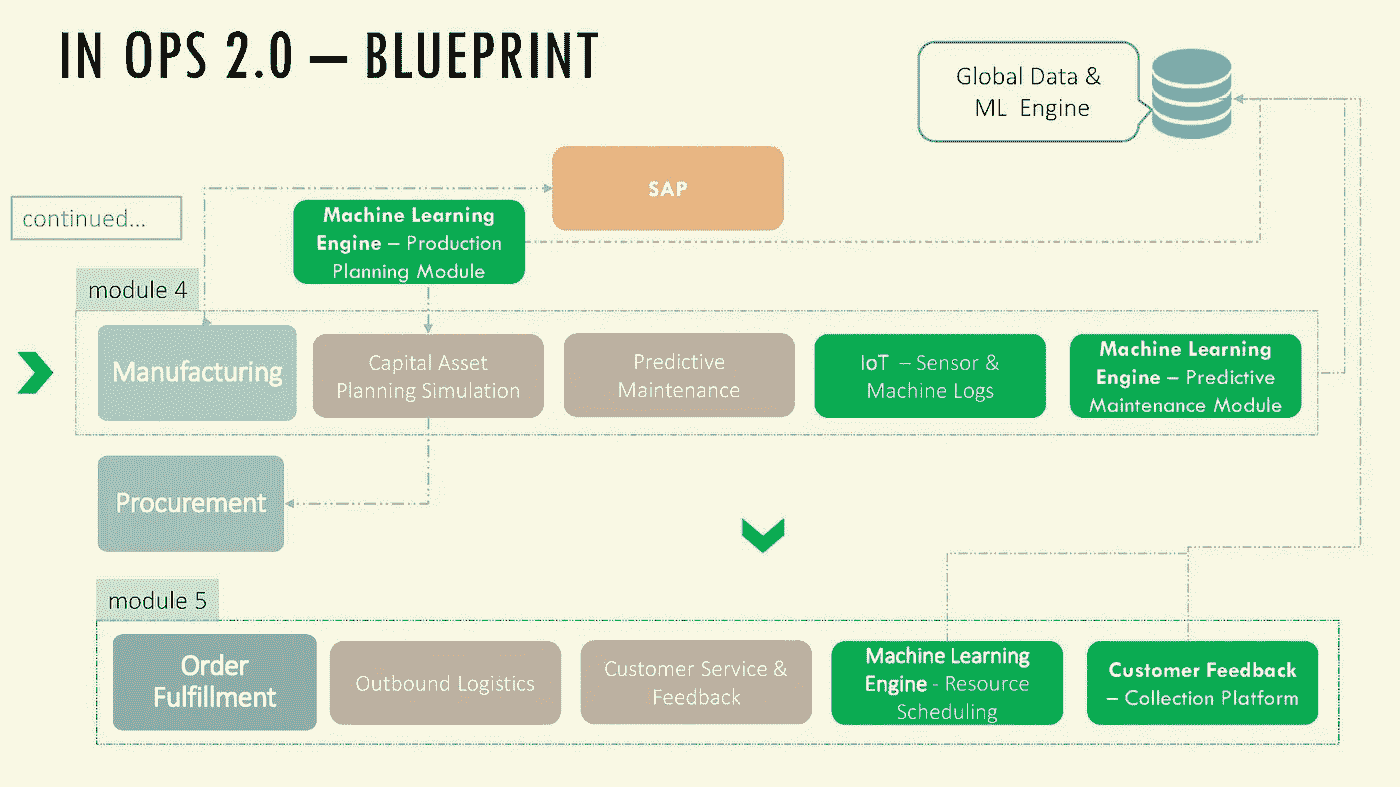 IN OPS 2.0 – BLUEPRINT
Global Data &
ML Engine
SAP
continued...
Machine Learning
Engine – Production
Planning Module
module 4
Manufacturing
Capital Asset
Planning Simulation
Predictive
Maintenance
IoT – Sensor &
Machine Logs
Machine Learning
Engine – Predictive
Maintenance Module
Procurement
module 5
Order
Fulfillment
Outbound Logistics
Customer Service &
Feedback
Machine Learning
Engine - Resource
Scheduling
Customer Feedback
– Collection Platform